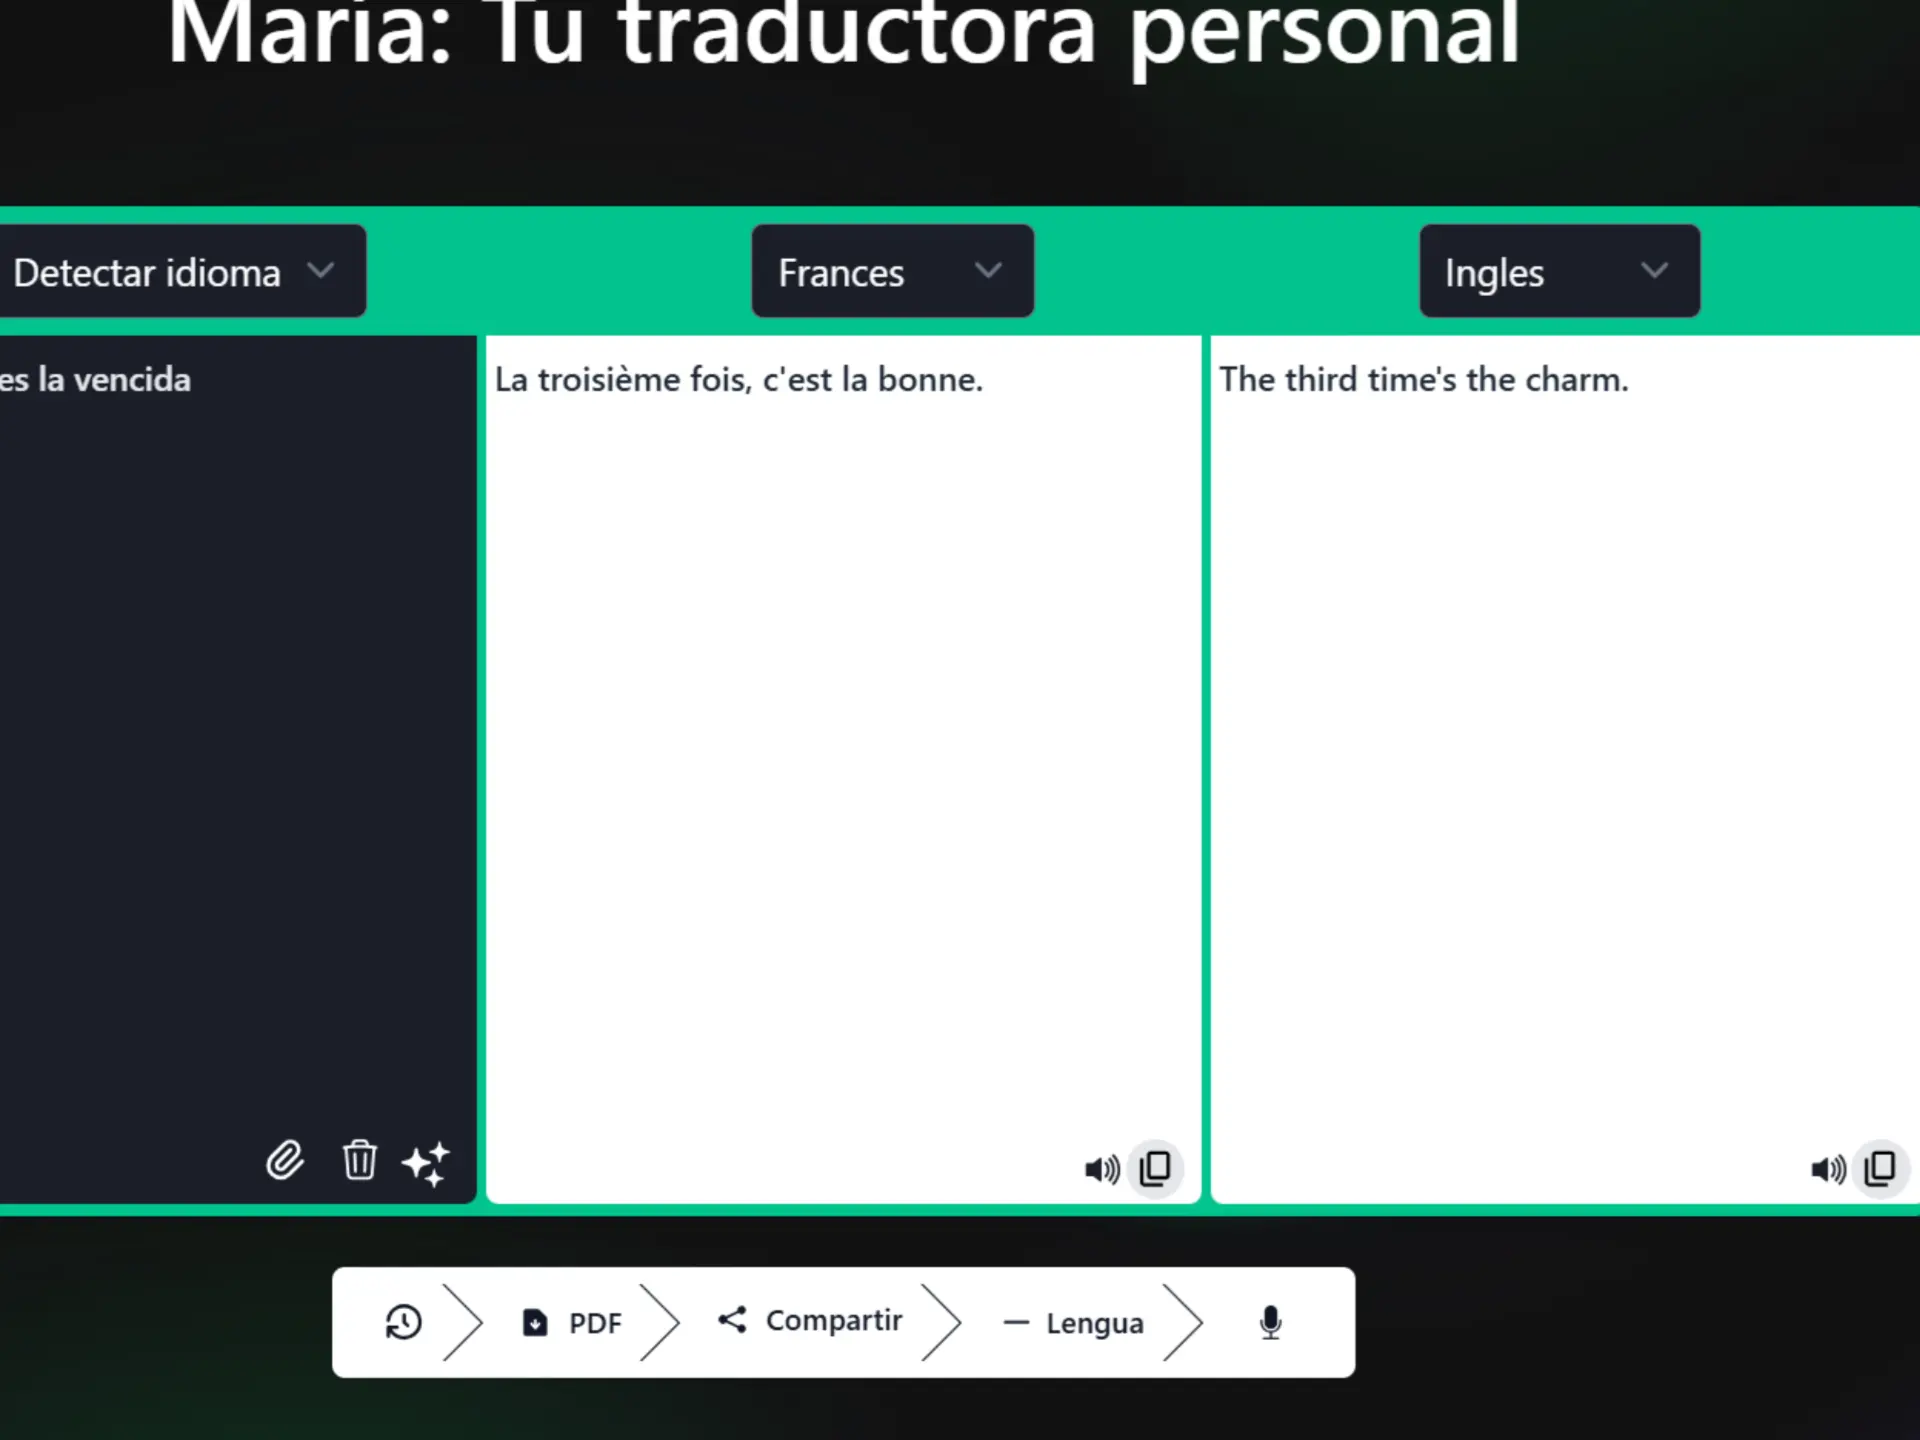 Maria: Tu traductora personal
Detectar idioma
Frances
Ingles
es la vencida
La troisième fois, c'est la bonne.
The third time's the charm.
PDF
Compartir
Lengua